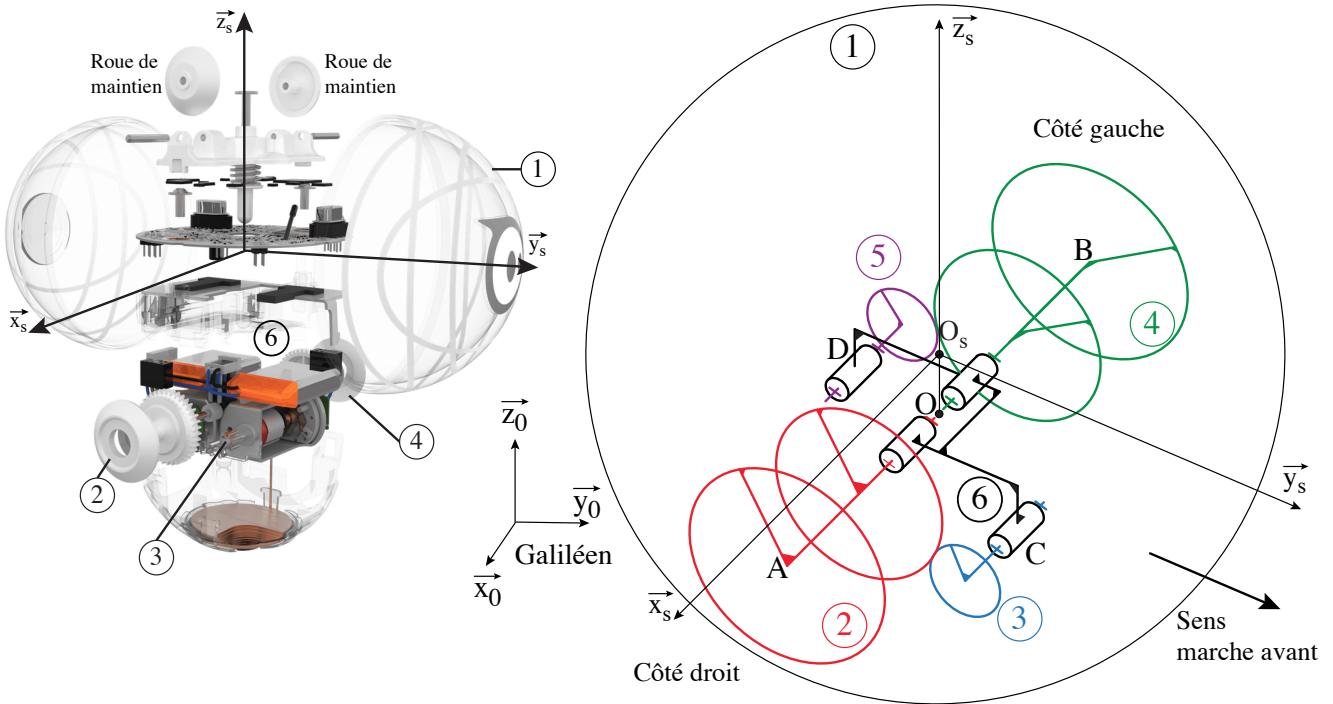 z_s
Roue de
maintien
Roue de
maintien
1
y_s
x_s
6
4
2
3
z_0
y_0
x_0
Galiléen
1
z_s
Côté gauche
B
4
5
D
O_s
O
y_s
6
C
A
x_s
2
3
Côté droit
Sens
marche avant